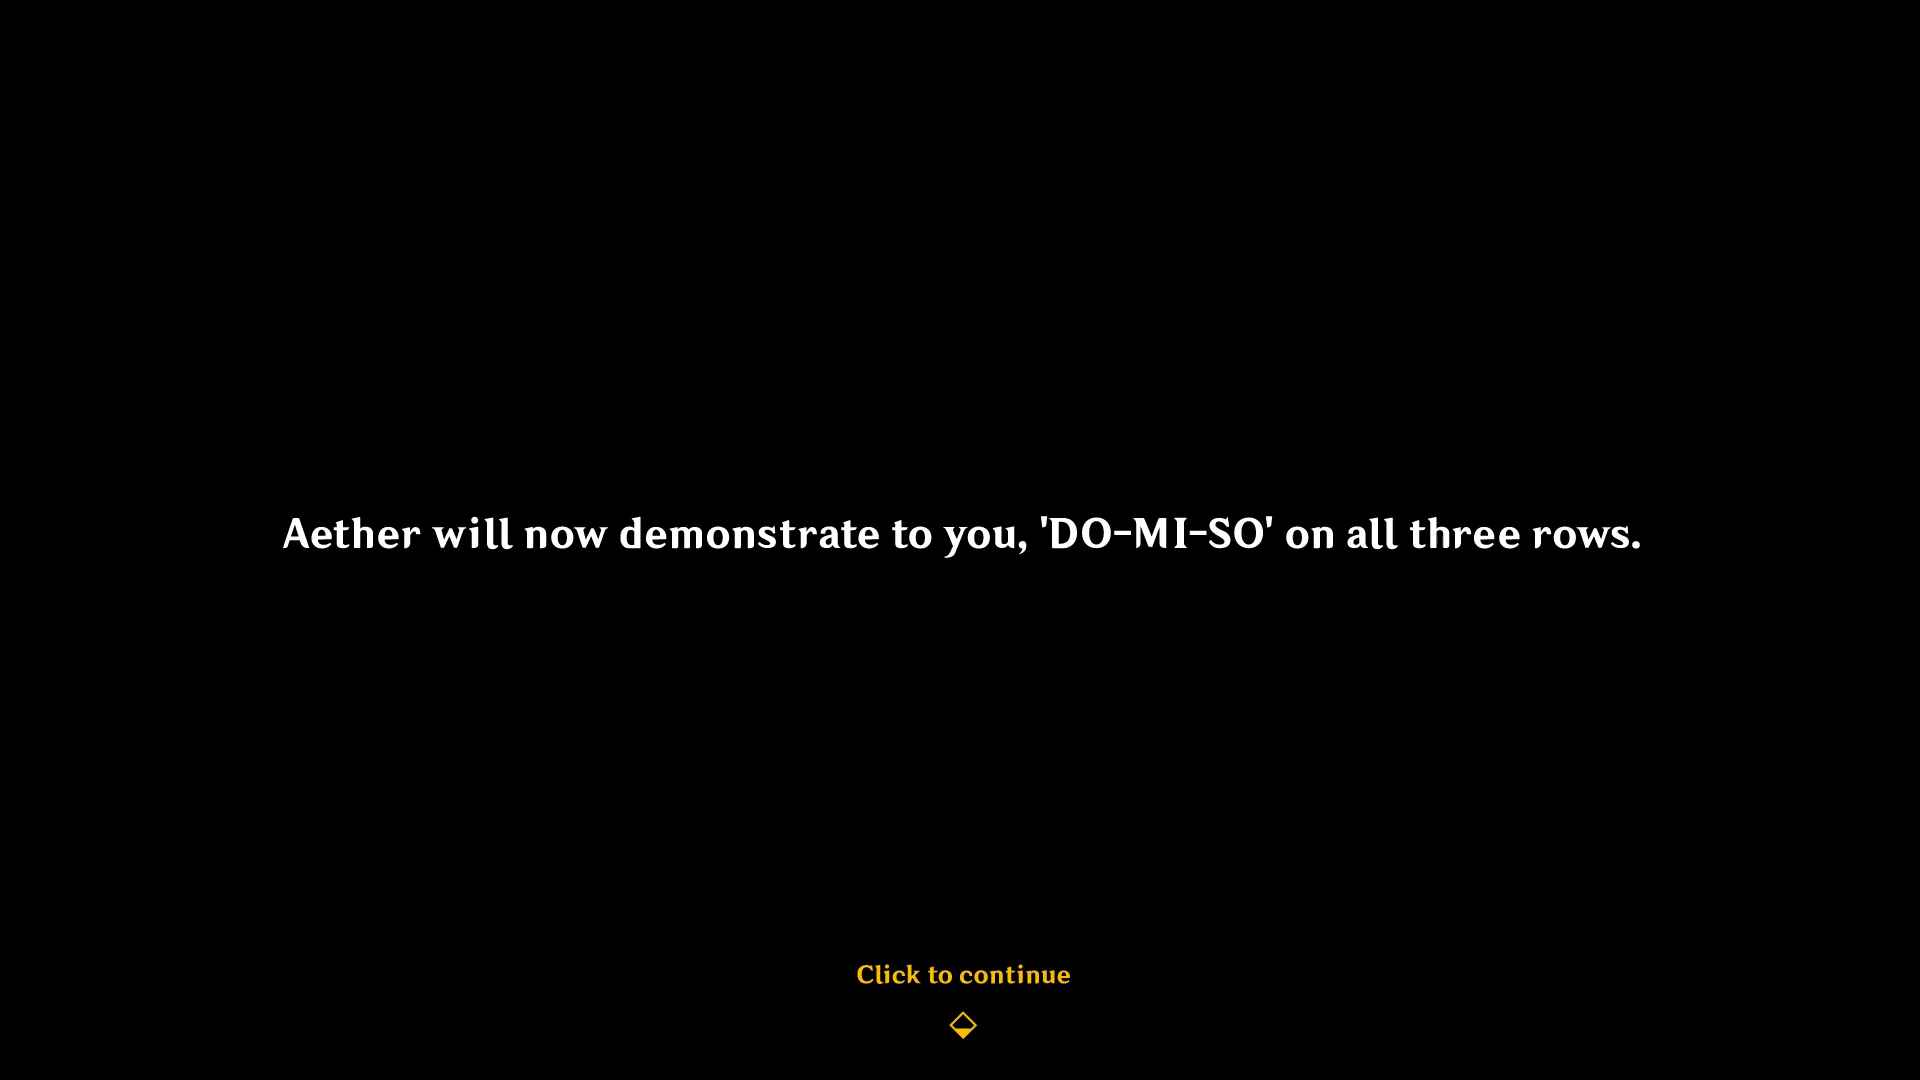 Aether will now demonstrate to you, 'DO-MI-SO' on all three rows.
Click to continue